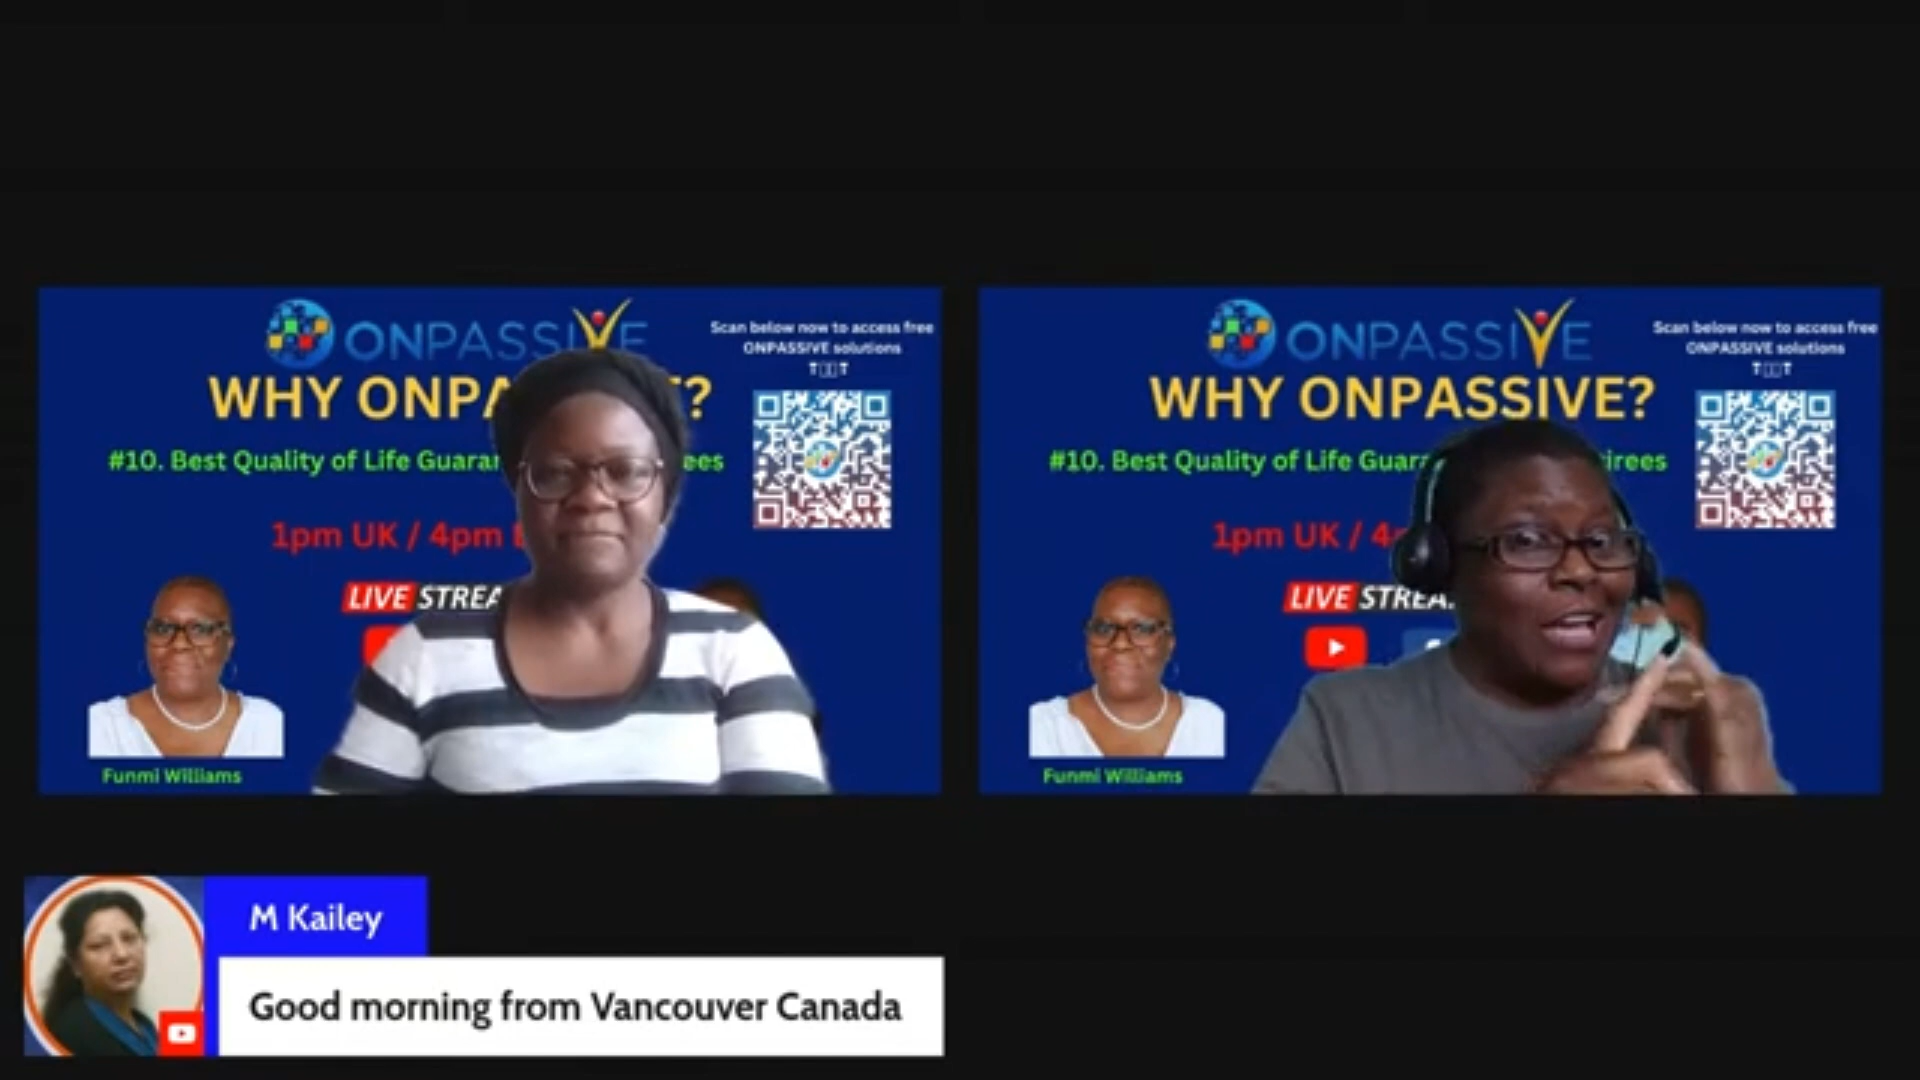 ONPASSIVE
Scan below now to access free
ONPASSIVE solutions
WHY ONPA ?
#10. Best Quality of Life Guaran ees
1pm UK / 4pm
LIVE STREA
Funmi Williams
ONPASSIVE
Scan below now to access free
ONPASSIVE solutions
WHY ONPASSIVE?
#10. Best Quality of Life Guara irees
1pm UK / 4
LIVE STREA
Funmi Williams
M Kailey
Good morning from Vancouver Canada